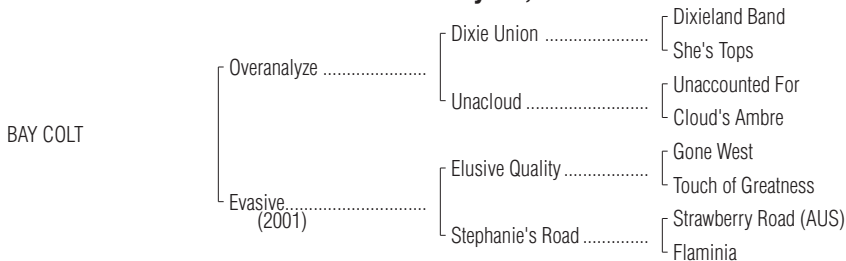 Dixieland Band
Dixie Union ......................
She's Tops
Overanalyze ......................
Unaccounted For
Unacloud ..........................
Cloud's Ambre
BAY COLT
Gone West
Elusive Quality ..................
Touch of Greatness
Evasive..............................
(2001)
Strawberry Road (AUS)
Stephanie's Road ..............
Flaminia